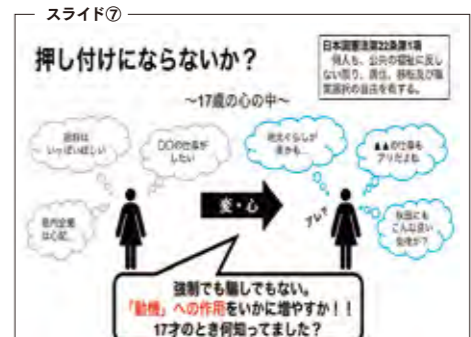 スライド⑦
押し付けにならないか？
日本国憲法第22条第1項
何人も、公共の福祉に反し
ない限り、居住、移転及び職
業選択の自由を有する。
～17歳の心の中～
給料は
いっぱいほしい
〇〇の仕事が
したい
県内企業
は心配…
地元ぐらしが
▲▲の仕事も
アリだよね
秋田にも
こんな良い
会社が？
アレ？
変・心
強制でも騙しでもない。
「動機」への作用をいかに増やすか！！
17才のとき何知ってました？